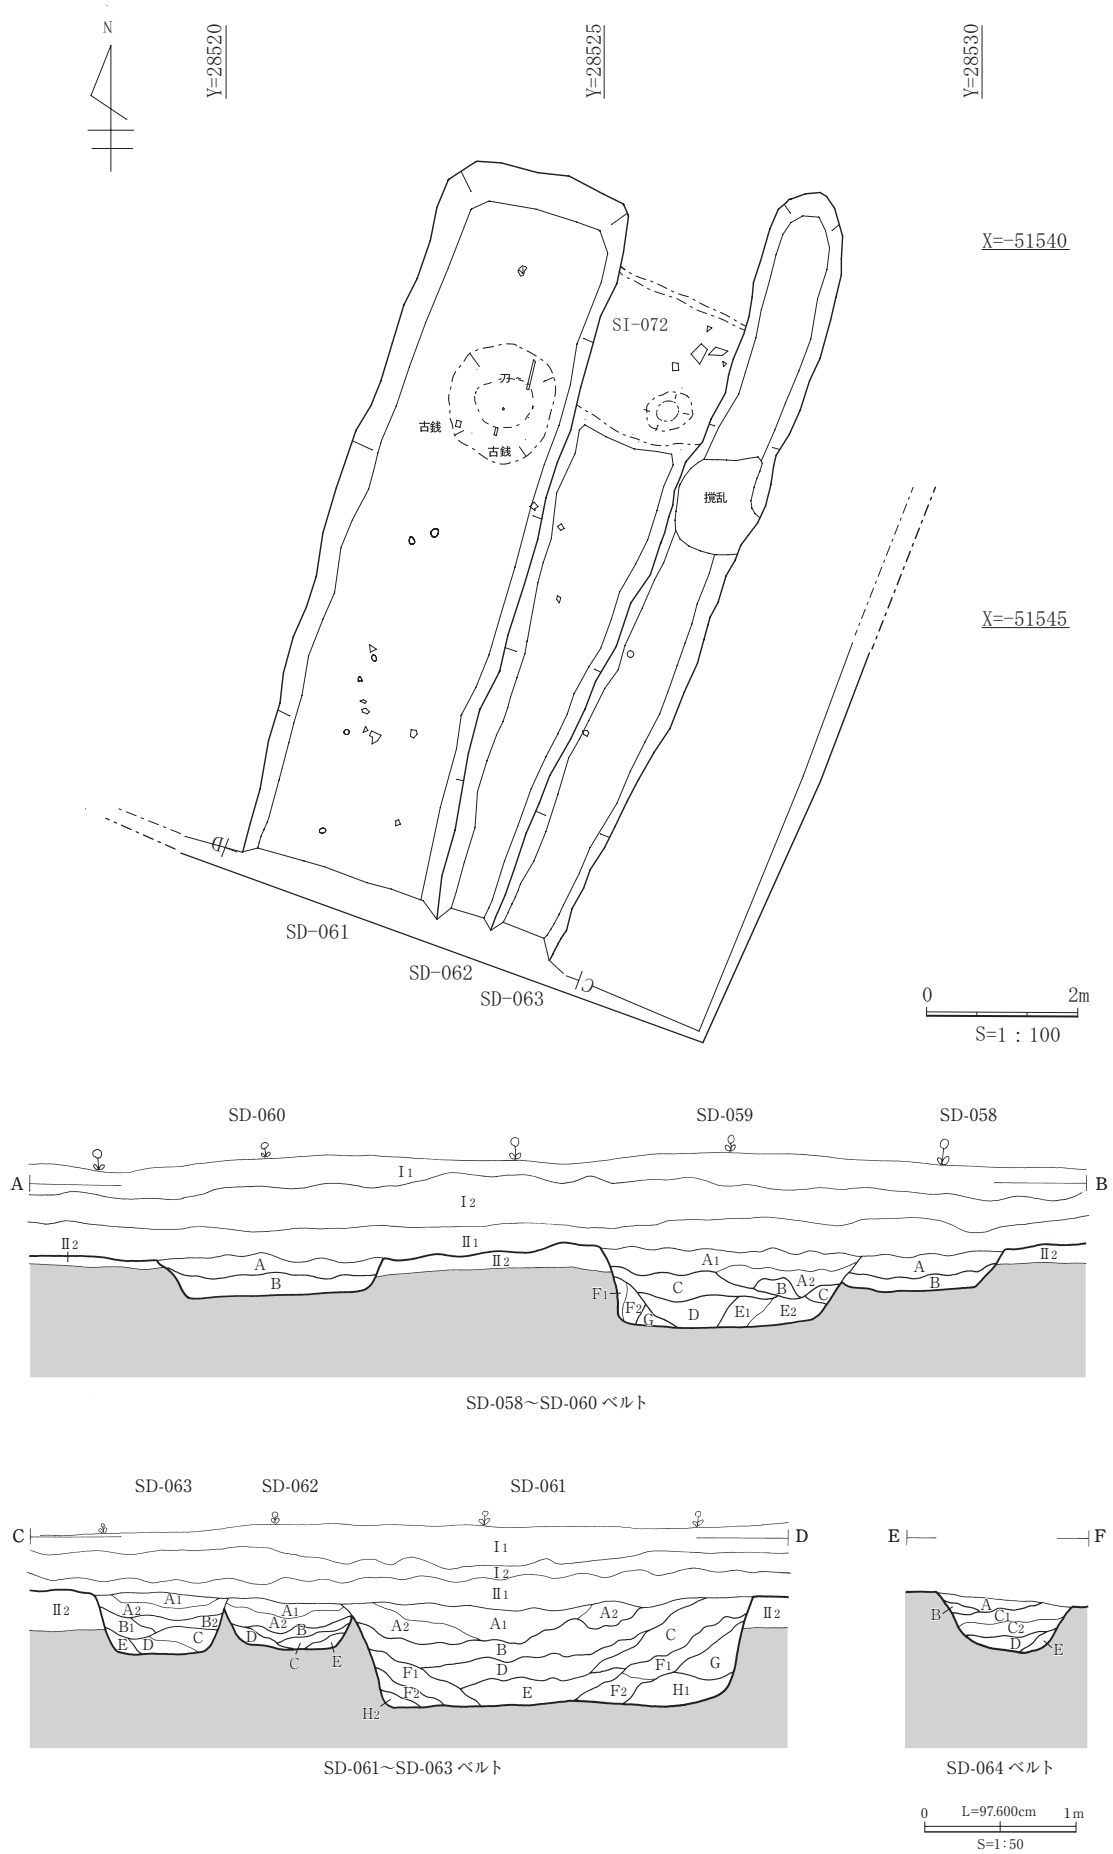 N
Y=28520
Y=28525
Y=28530
X=-51540
SI-072
刀
古銭
古銭
撹乱
X=-51545
D
SD-061
SD-062
SD-063
C
0 2m
S=1：100
SD-060 SD-059 SD-058
A I1 B
I2
II2 II1 II2 II2
A A1 A
B C B A2 C B
F1 F2 G D E1 E2
SD-058～SD-060 ベルト
SD-063 SD-062 SD-061
C I1 D
I2
II1
II2 A1 A1 A2 II2
A2 B1 B2 A2 B A2 A1 C
E D C D B
C E F1 D F1 G
F2 E F2 H1
H2
SD-061～SD-063 ベルト
E F
A
B C1
C2
D E
SD-064 ベルト
0 L=97.600cm 1m
S=1:50